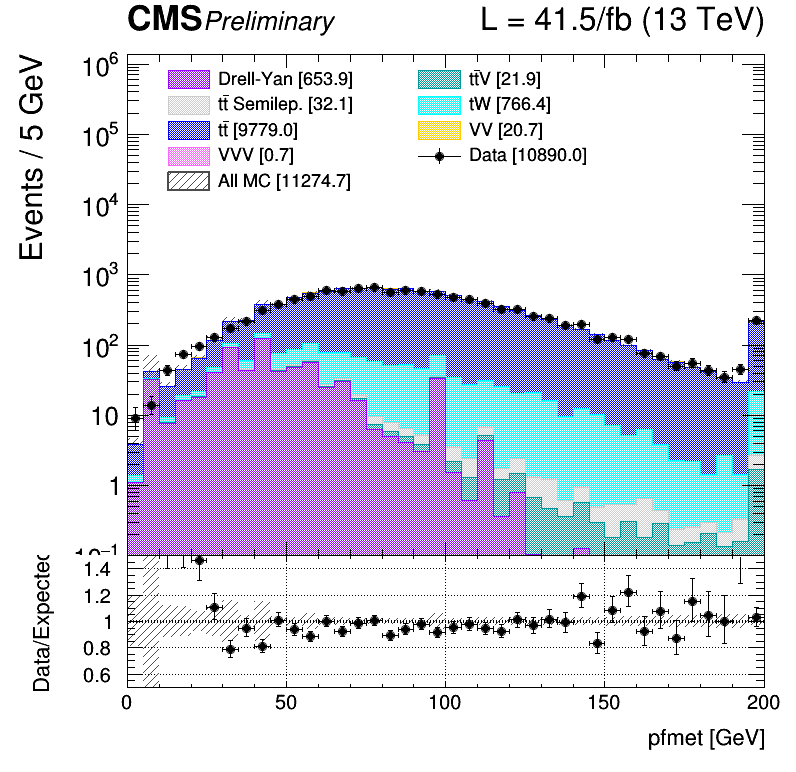 CMS Preliminary L = 41.5/fb (13 TeV)
Events / 5 GeV
Drell-Yan [653.9]
tt̄ Semilep. [32.1]
tt̄ [9779.0]
VVV [0.7]
All MC [11274.7]
tt̄V [21.9]
tW [766.4]
VV [20.7]
Data [10890.0]
10⁶
10⁵
10⁴
10³
10²
10
1
10⁻¹
Data/Expected
1.4
1.2
1
0.8
0.6
0 50 100 150 200
pfmet [GeV]